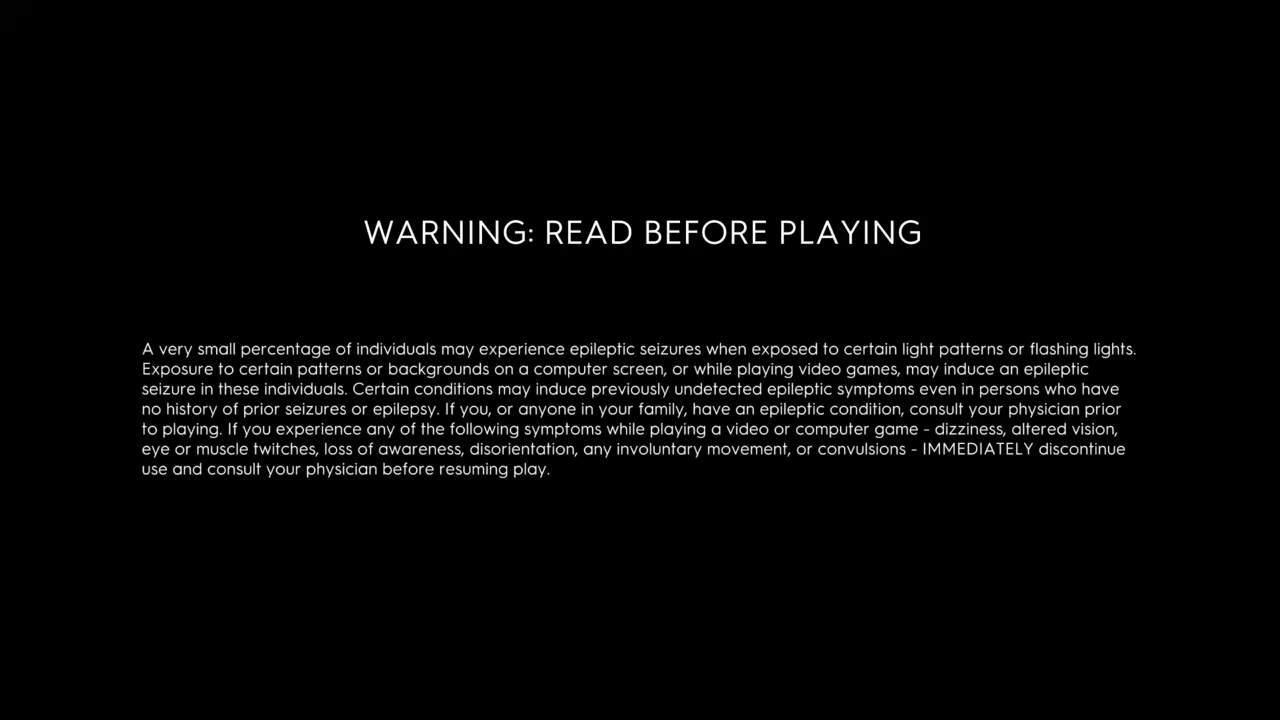 WARNING: READ BEFORE PLAYING
A very small percentage of individuals may experience epileptic seizures when exposed to certain light patterns or flashing lights.
Exposure to certain patterns or backgrounds on a computer screen, or while playing video games, may induce an epileptic
seizure in these individuals. Certain conditions may induce previously undetected epileptic symptoms even in persons who have
no history of prior seizures or epilepsy. If you, or anyone in your family, have an epileptic condition, consult your physician prior
to playing. If you experience any of the following symptoms while playing a video or computer game - dizziness, altered vision,
eye or muscle twitches, loss of awareness, disorientation, any involuntary movement, or convulsions - IMMEDIATELY discontinue
use and consult your physician before resuming play.